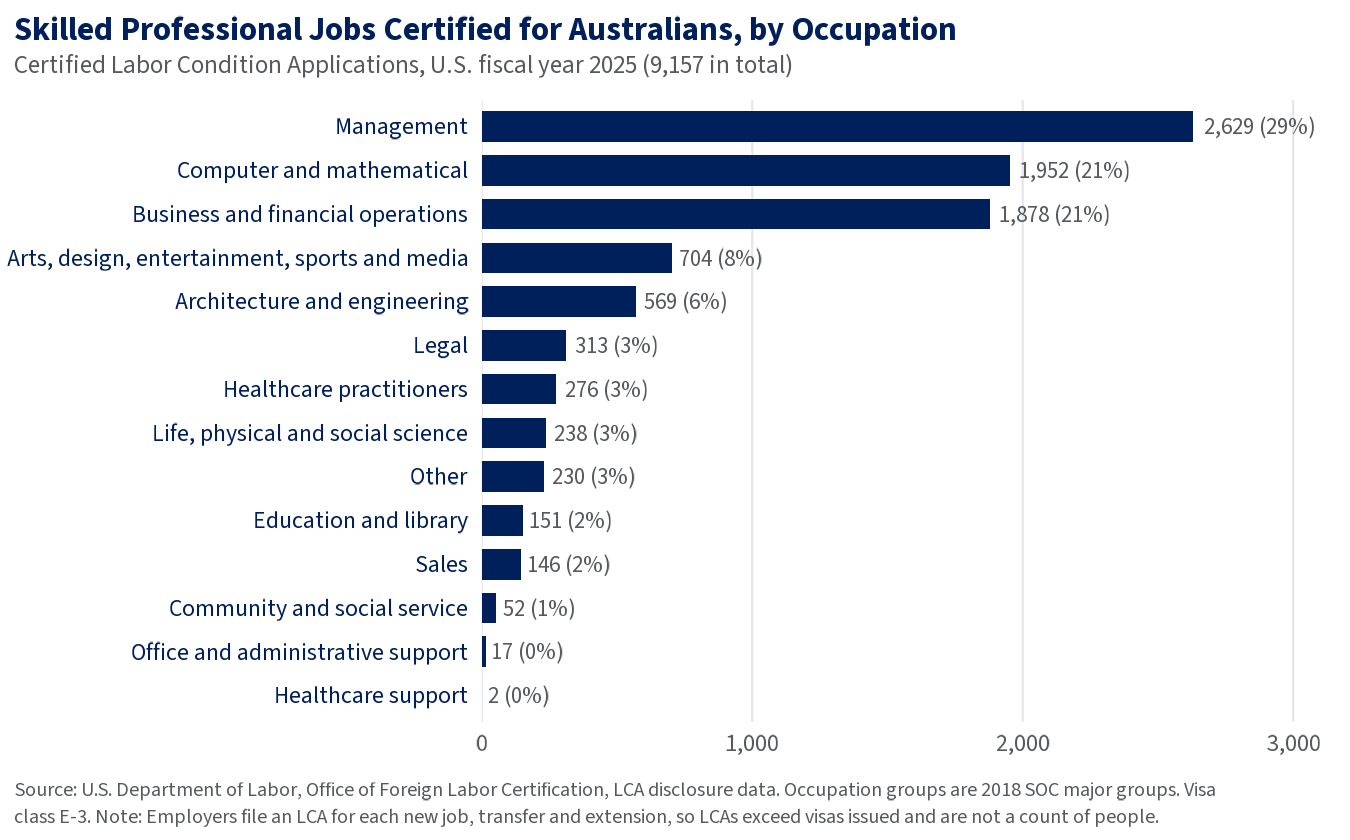 Skilled Professional Jobs Certified for Australians, by Occupation
Certified Labor Condition Applications, U.S. fiscal year 2025 (9,157 in total)
Management 2,629 (29%)
Computer and mathematical 1,952 (21%)
Business and financial operations 1,878 (21%)
Arts, design, entertainment, sports and media 704 (8%)
Architecture and engineering 569 (6%)
Legal 313 (3%)
Healthcare practitioners 276 (3%)
Life, physical and social science 238 (3%)
Other 230 (3%)
Education and library 151 (2%)
Sales 146 (2%)
Community and social service 52 (1%)
Office and administrative support 17 (0%)
Healthcare support 2 (0%)
0 1,000 2,000 3,000
Source: U.S. Department of Labor, Office of Foreign Labor Certification, LCA disclosure data. Occupation groups are 2018 SOC major groups. Visa
class E-3. Note: Employers file an LCA for each new job, transfer and extension, so LCAs exceed visas issued and are not a count of people.